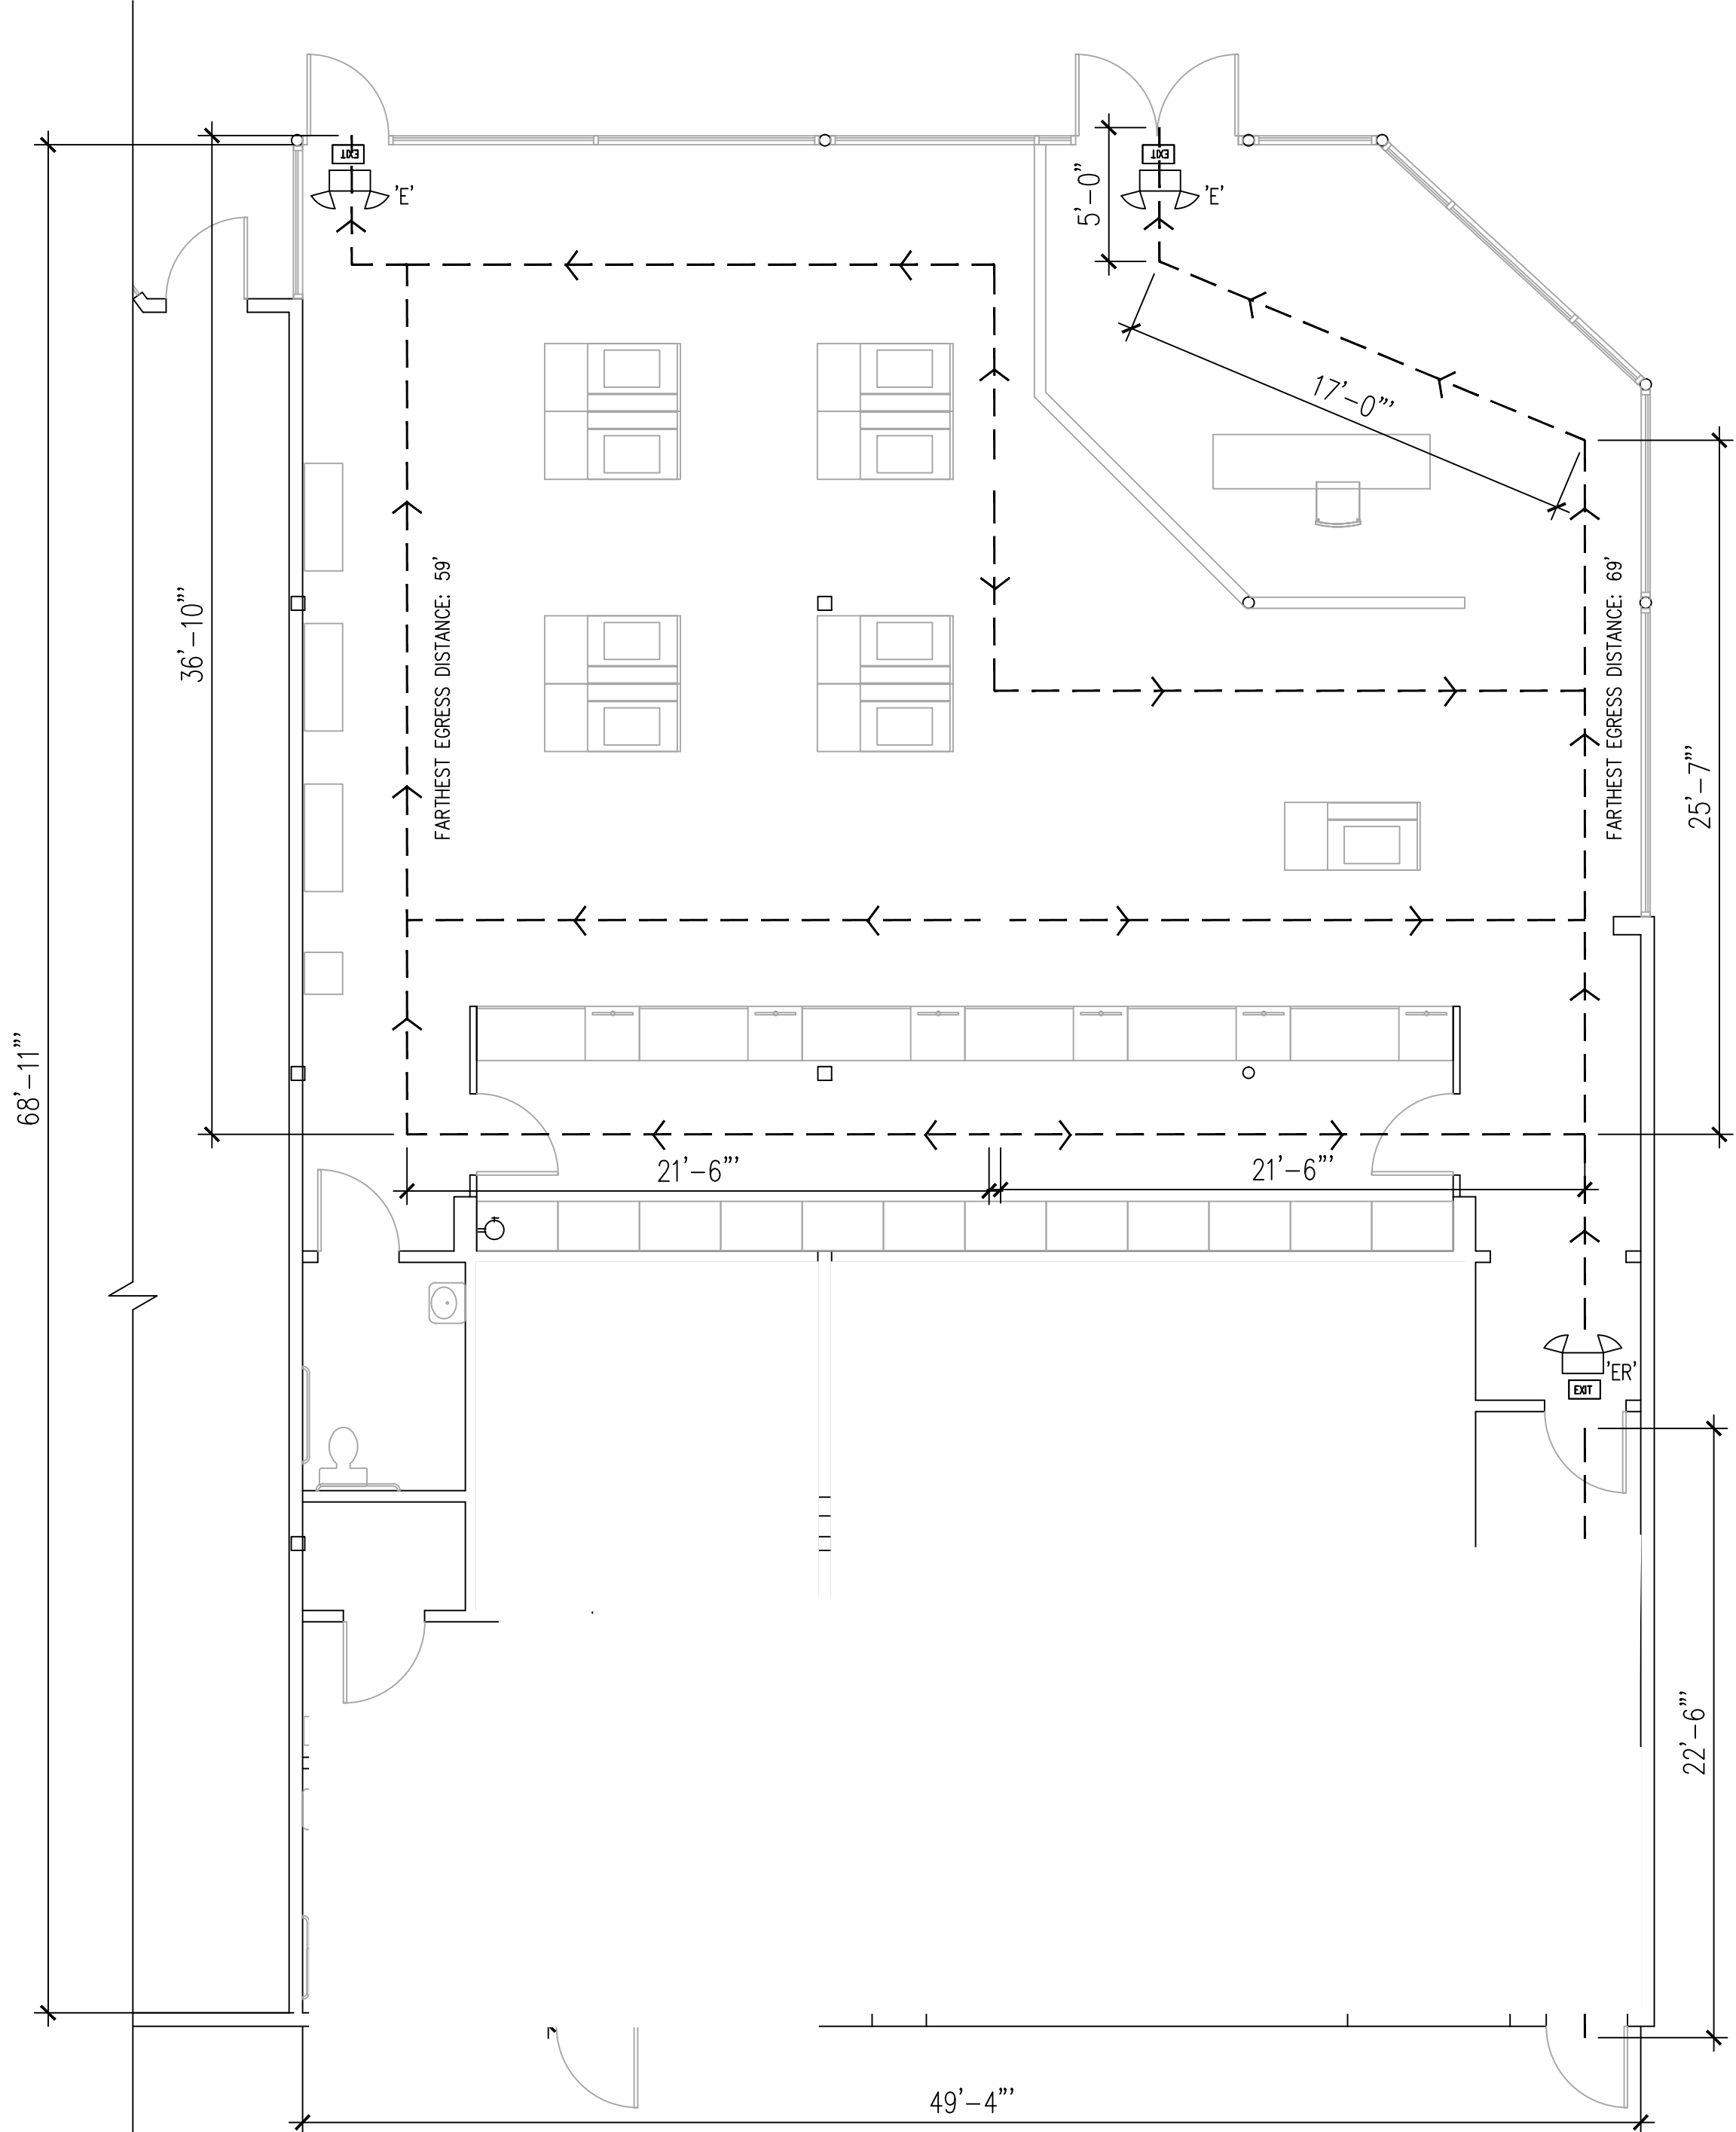 EXIT
EXIT
'E'
'E'
5'-0"
17'-0"'
36'-10"'
FARTHEST EGRESS DISTANCE: 59'
FARTHEST EGRESS DISTANCE: 69'
25'-7"'
68'-11"'
21'-6"'
21'-6"'
'ER'
EXIT
22'-6"'
49'-4"'